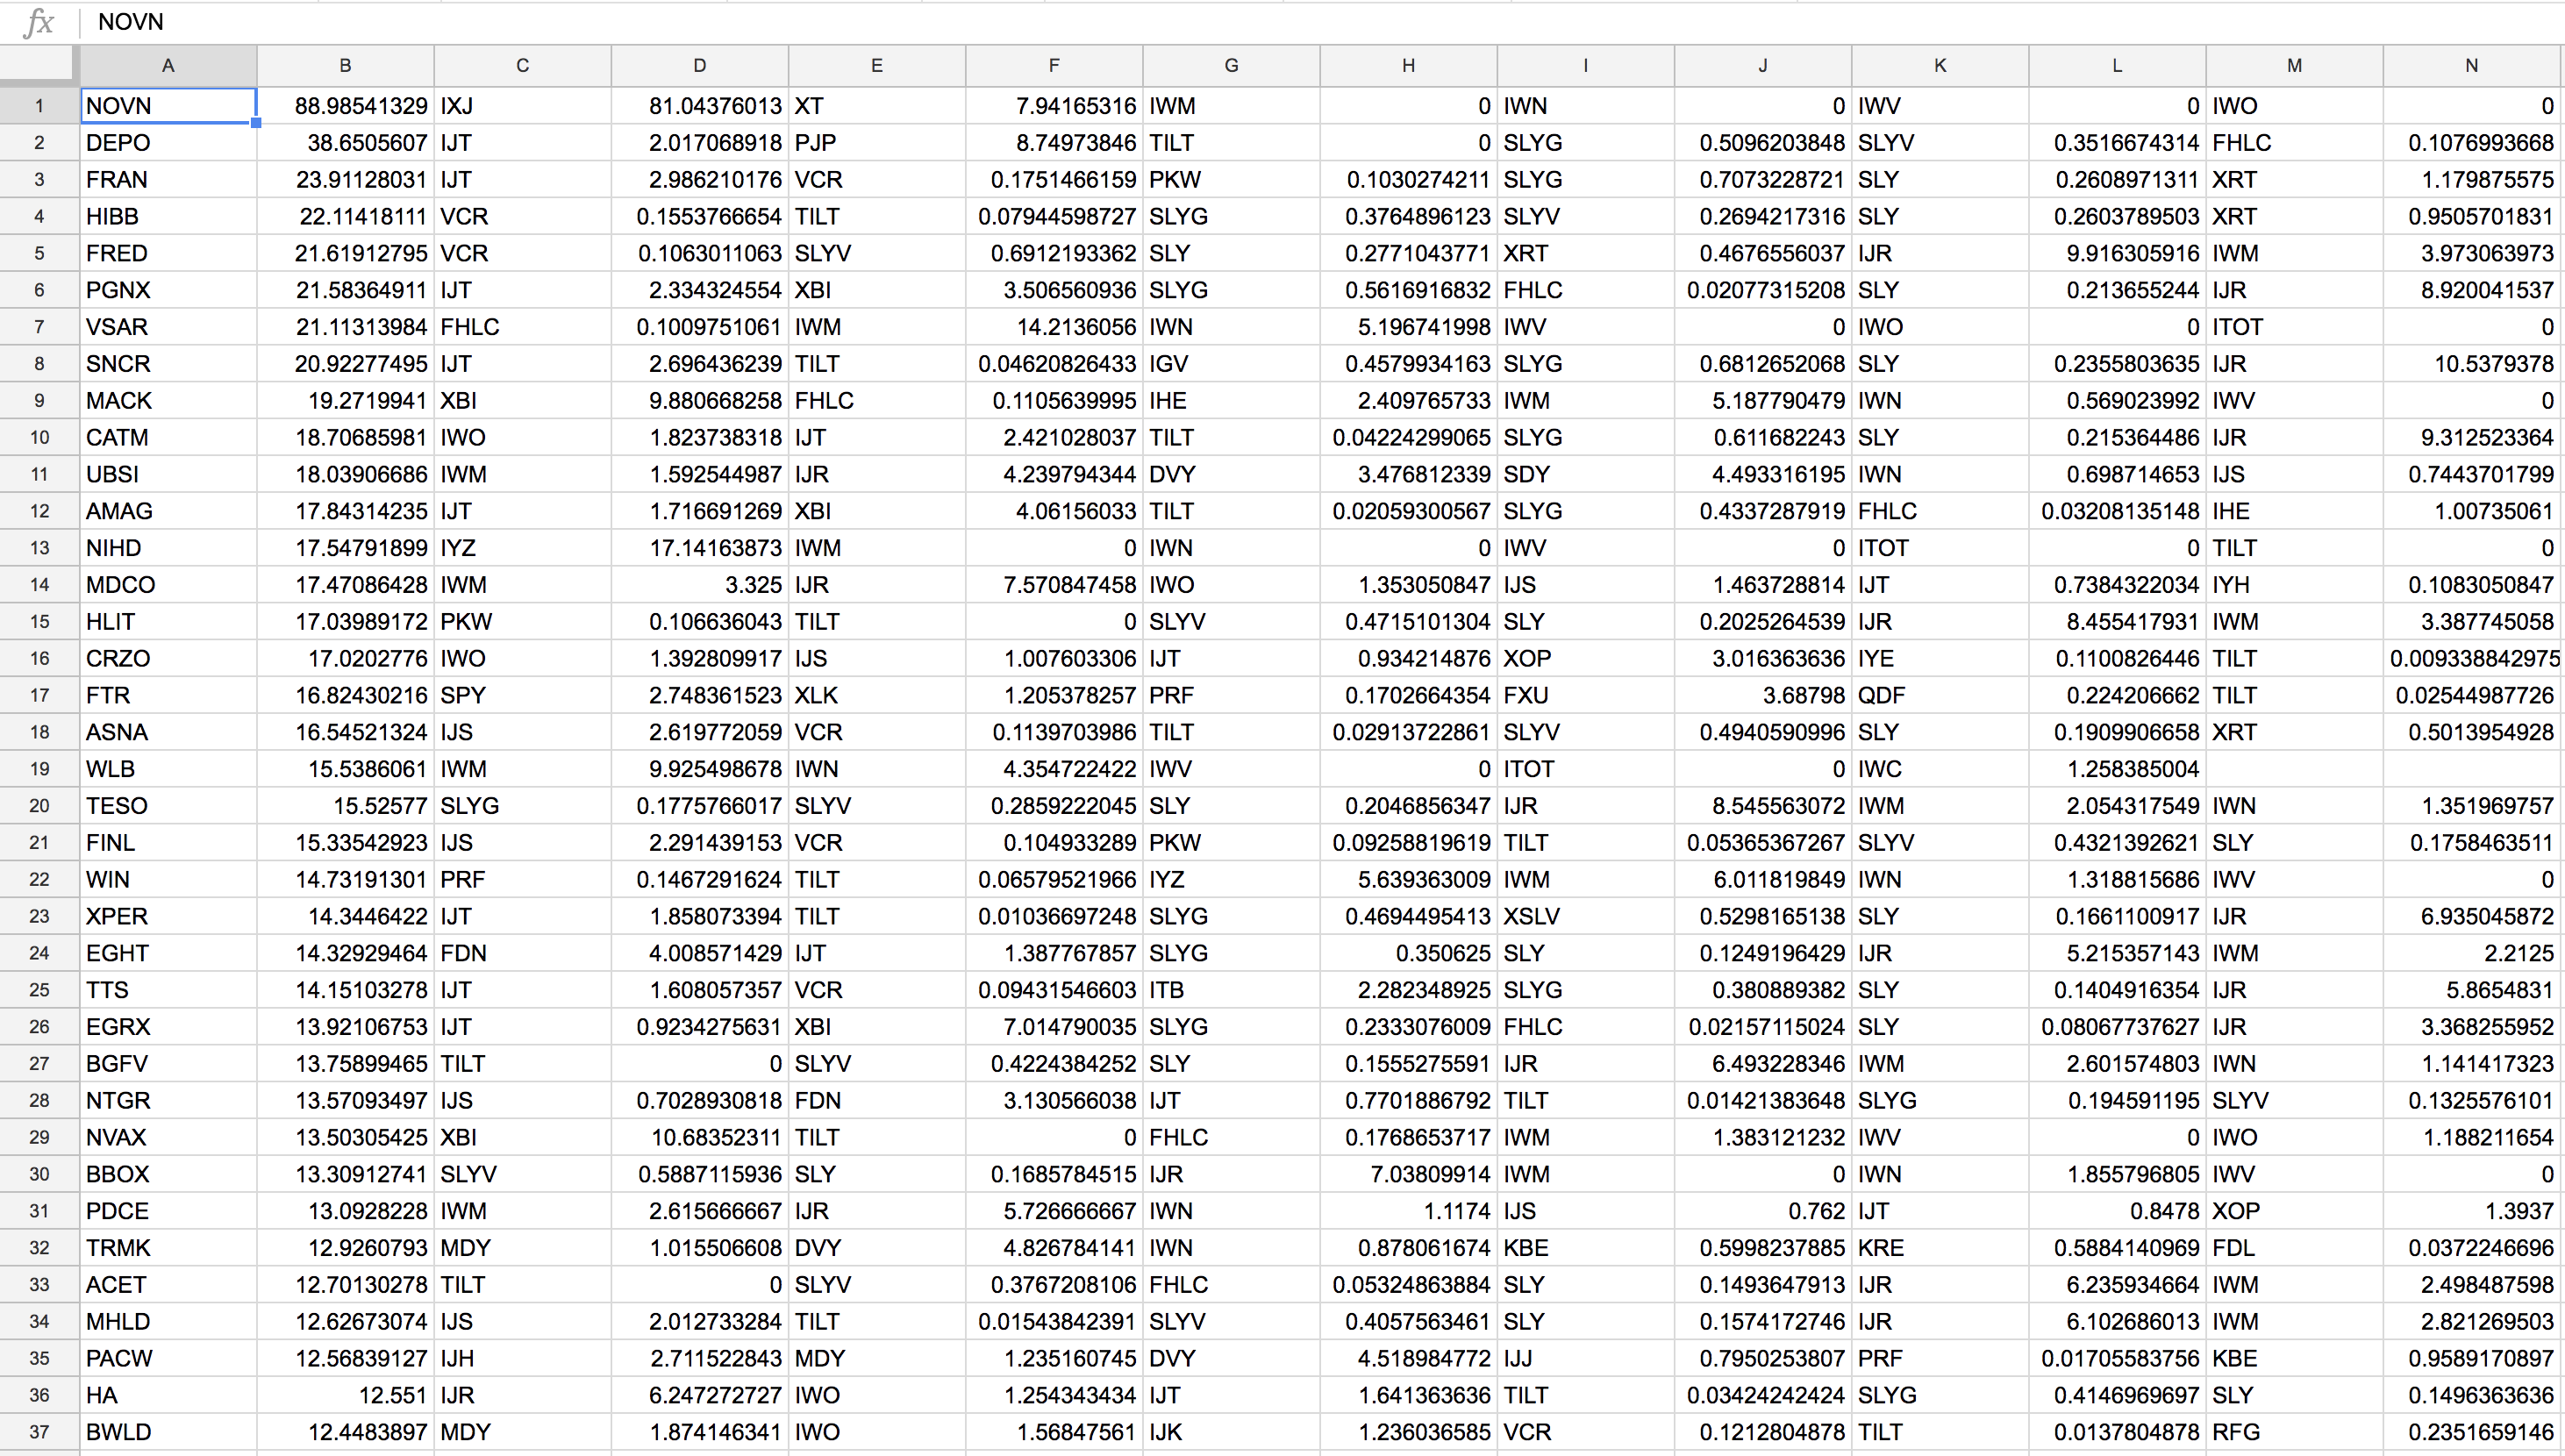 fx NOVN
A B C D E F G H I J K L M N
1 NOVN 88.98541329 IXJ 81.04376013 XT 7.94165316 IWM 0 IWN 0 IWV 0 IWO 0
2 DEPO 38.6505607 IJT 2.017068918 PJP 8.74973846 TILT 0 SLYG 0.5096203848 SLYV 0.3516674314 FHLC 0.1076993668
3 FRAN 23.91128031 IJT 2.986210176 VCR 0.1751466159 PKW 0.1030274211 SLYG 0.7073228721 SLY 0.2608971311 XRT 1.179875575
4 HIBB 22.11418111 VCR 0.1553766654 TILT 0.07944598727 SLYG 0.3764896123 SLYV 0.2694217316 SLY 0.2603789503 XRT 0.9505701831
5 FRED 21.61912795 VCR 0.1063011063 SLYV 0.6912193362 SLY 0.2771043771 XRT 0.4676556037 IJR 9.916305916 IWM 3.973063973
6 PGNX 21.58364911 IJT 2.334324554 XBI 3.506560936 SLYG 0.5616916832 FHLC 0.02077315208 SLY 0.213655244 IJR 8.920041537
7 VSAR 21.11313984 FHLC 0.1009751061 IWM 14.2136056 IWN 5.196741998 IWV 0 IWO 0 ITOT 0
8 SNCR 20.92277495 IJT 2.696436239 TILT 0.04620826433 IGV 0.4579934163 SLYG 0.6812652068 SLY 0.2355803635 IJR 10.5379378
9 MACK 19.2719941 XBI 9.880668258 FHLC 0.1105639995 IHE 2.409765733 IWM 5.187790479 IWN 0.569023992 IWV 0
10 CATM 18.70685981 IWO 1.823738318 IJT 2.421028037 TILT 0.04224299065 SLYG 0.611682243 SLY 0.215364486 IJR 9.312523364
11 UBSI 18.03906686 IWM 1.592544987 IJR 4.239794344 DVY 3.476812339 SDY 4.493316195 IWN 0.698714653 IJS 0.7443701799
12 AMAG 17.84314235 IJT 1.716691269 XBI 4.06156033 TILT 0.02059300567 SLYG 0.4337287919 FHLC 0.03208135148 IHE 1.00735061
13 NIHD 17.54791899 IYZ 17.14163873 IWM 0 IWN 0 IWV 0 ITOT 0 TILT 0
14 MDCO 17.47086428 IWM 3.325 IJR 7.570847458 IWO 1.353050847 IJS 1.463728814 IJT 0.7384322034 IYH 0.1083050847
15 HLIT 17.03989172 PKW 0.106636043 TILT 0 SLYV 0.4715101304 SLY 0.2025264539 IJR 8.455417931 IWM 3.387745058
16 CRZO 17.0202776 IWO 1.392809917 IJS 1.007603306 IJT 0.934214876 XOP 3.016363636 IYE 0.1100826446 TILT 0.009338842975
17 FTR 16.82430216 SPY 2.748361523 XLK 1.205378257 PRF 0.1702664354 FXU 3.68798 QDF 0.224206662 TILT 0.02544987726
18 ASNA 16.54521324 IJS 2.619772059 VCR 0.1139703986 TILT 0.02913722861 SLYV 0.4940590996 SLY 0.1909906658 XRT 0.5013954928
19 WLB 15.5386061 IWM 9.925498678 IWN 4.354722422 IWV 0 ITOT 0 IWC 1.258385004
20 TESO 15.52577 SLYG 0.1775766017 SLYV 0.2859222045 SLY 0.2046856347 IJR 8.545563072 IWM 2.054317549 IWN 1.351969757
21 FINL 15.33542923 IJS 2.291439153 VCR 0.104933289 PKW 0.09258819619 TILT 0.05365367267 SLYV 0.4321392621 SLY 0.1758463511
22 WIN 14.73191301 PRF 0.1467291624 TILT 0.06579521966 IYZ 5.639363009 IWM 6.011819849 IWN 1.318815686 IWV 0
23 XPER 14.3446422 IJT 1.858073394 TILT 0.01036697248 SLYG 0.4694495413 XSLV 0.5298165138 SLY 0.1661100917 IJR 6.935045872
24 EGHT 14.32929464 FDN 4.008571429 IJT 1.387767857 SLYG 0.350625 SLY 0.1249196429 IJR 5.215357143 IWM 2.2125
25 TTS 14.15103278 IJT 1.608057357 VCR 0.09431546603 ITB 2.282348925 SLYG 0.380889382 SLY 0.1404916354 IJR 5.8654831
26 EGRX 13.92106753 IJT 0.9234275631 XBI 7.014790035 SLYG 0.2333076009 FHLC 0.02157115024 SLY 0.08067737627 IJR 3.368255952
27 BGFV 13.75899465 TILT 0 SLYV 0.4224384252 SLY 0.1555275591 IJR 6.493228346 IWM 2.601574803 IWN 1.141417323
28 NTGR 13.57093497 IJS 0.7028930818 FDN 3.130566038 IJT 0.7701886792 TILT 0.01421383648 SLYG 0.194591195 SLYV 0.1325576101
29 NVAX 13.50305425 XBI 10.68352311 TILT 0 FHLC 0.1768653717 IWM 1.383121232 IWV 0 IWO 1.188211654
30 BBOX 13.30912741 SLYV 0.5887115936 SLY 0.1685784515 IJR 7.03809914 IWM 0 IWN 1.855796805 IWV 0
31 PDCE 13.0928228 IWM 2.615666667 IJR 5.726666667 IWN 1.1174 IJS 0.762 IJT 0.8478 XOP 1.3937
32 TRMK 12.9260793 MDY 1.015506608 DVY 4.826784141 IWN 0.878061674 KBE 0.5998237885 KRE 0.5884140969 FDL 0.0372246696
33 ACET 12.70130278 TILT 0 SLYV 0.3767208106 FHLC 0.05324863884 SLY 0.1493647913 IJR 6.235934664 IWM 2.498487598
34 MHLD 12.62673074 IJS 2.012733284 TILT 0.01543842391 SLYV 0.4057563461 SLY 0.1574172746 IJR 6.102686013 IWM 2.821269503
35 PACW 12.56839127 IJH 2.711522843 MDY 1.235160745 DVY 4.518984772 IJJ 0.7950253807 PRF 0.01705583756 KBE 0.9589170897
36 HA 12.551 IJR 6.247272727 IWO 1.254343434 IJT 1.641363636 TILT 0.03424242424 SLYG 0.4146969697 SLY 0.1496363636
37 BWLD 12.4483897 MDY 1.874146341 IWO 1.56847561 IJK 1.236036585 VCR 0.1212804878 TILT 0.0137804878 RFG 0.2351659146